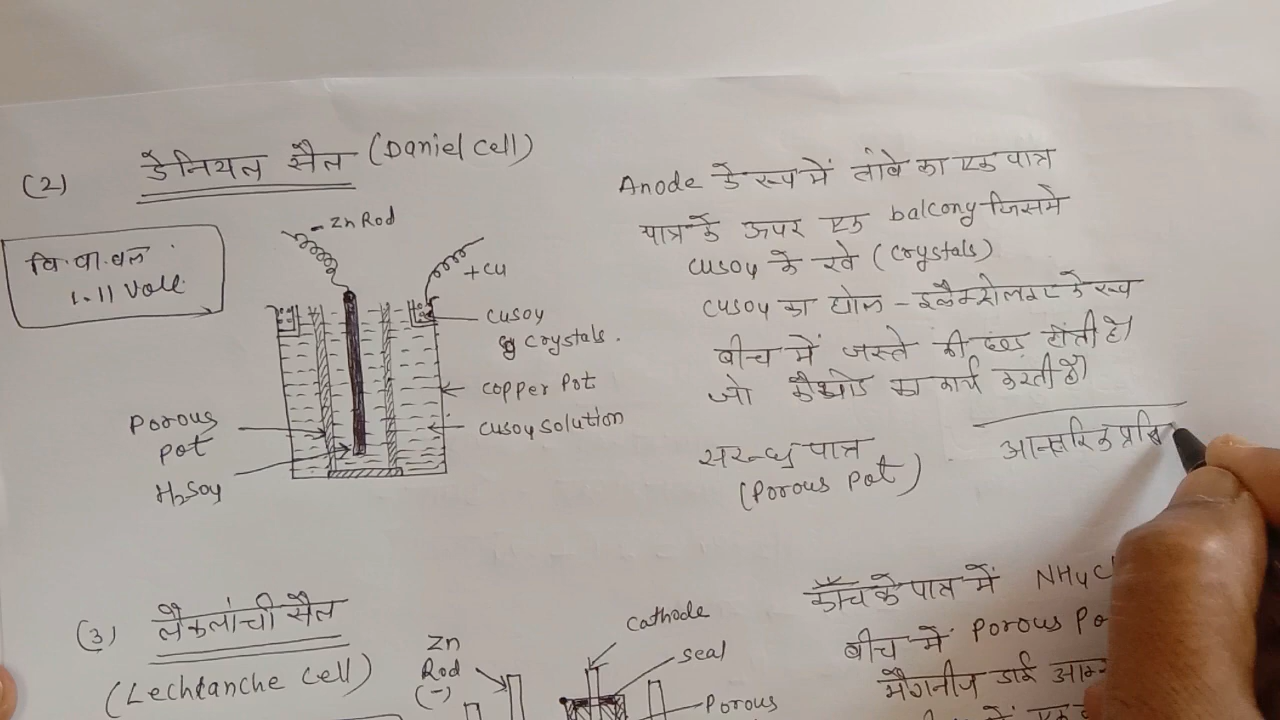 (2) डेनियल सैल (Daniel cell)
वि. वा. बल
1.11 Volt
- Zn Rod
+ Cu
CuSO4
crystals.
copper Pot
CuSO4 solution
Porous
pot
H2SO4
Anode के रूप में तांबे का एक पात्र
पात्र के ऊपर एक balcony जिसमें
CuSO4 के रवे (crystals)
CuSO4 का घोल - इलैक्ट्रोलाइट के रूप
बीच में जस्ते की छड़ होती है।
जो कैथोड का कार्य करती है।
सरन्ध्र पात्र
(Porous pot)
आन्तरिक प्रति
(3) लैकलांची सैल
(Lechlanche cell)
Zn
Rod
(-)
cathode
seal
Porous
काँच के पात्र में NH4C
बीच में Porous Po
मैंगनीज डाई आक्